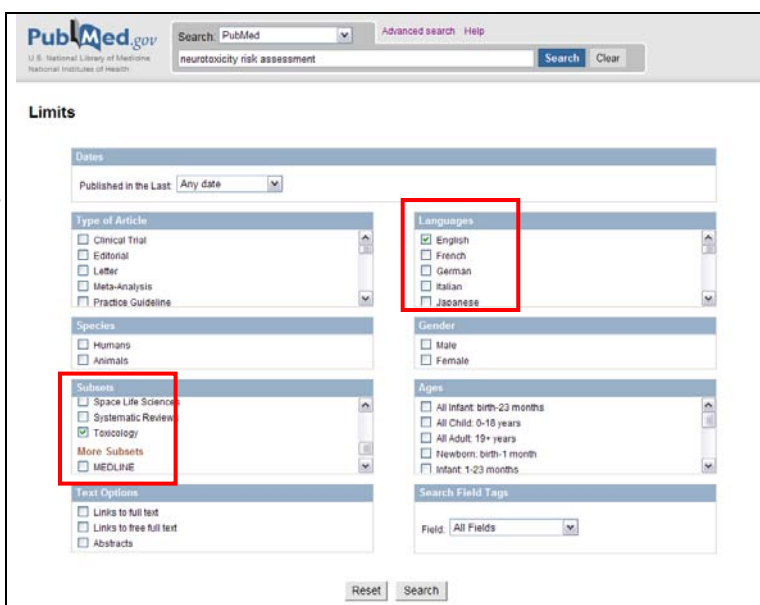 PubMed.gov
U.S. National Library of Medicine
National Institutes of Health
Search: PubMed
Advanced search Help
neurotoxicity risk assessment
Search Clear
Limits
Dates
Published in the Last: Any date
Type of Article
Clinical Trial
Editorial
Letter
Meta-Analysis
Practice Guideline
Languages
English
French
German
Italian
Japanese
Species
Humans
Animals
Gender
Male
Female
Subsets
Space Life Sciences
Systematic Reviews
Toxicology
More Subsets
MEDLINE
Ages
All Infant: birth-23 months
All Child: 0-18 years
All Adult: 19+ years
Newborn: birth-1 month
Infant: 1-23 months
Text Options
Links to full text
Links to free full text
Abstracts
Search Field Tags
Field: All Fields
Reset Search